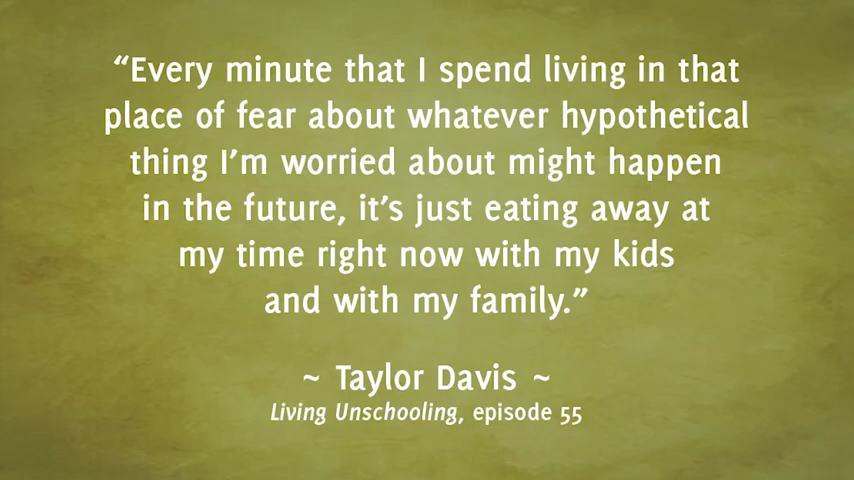 “Every minute that I spend living in that
place of fear about whatever hypothetical
thing I’m worried about might happen
in the future, it’s just eating away at
my time right now with my kids
and with my family.”
~ Taylor Davis ~
Living Unschooling, episode 55